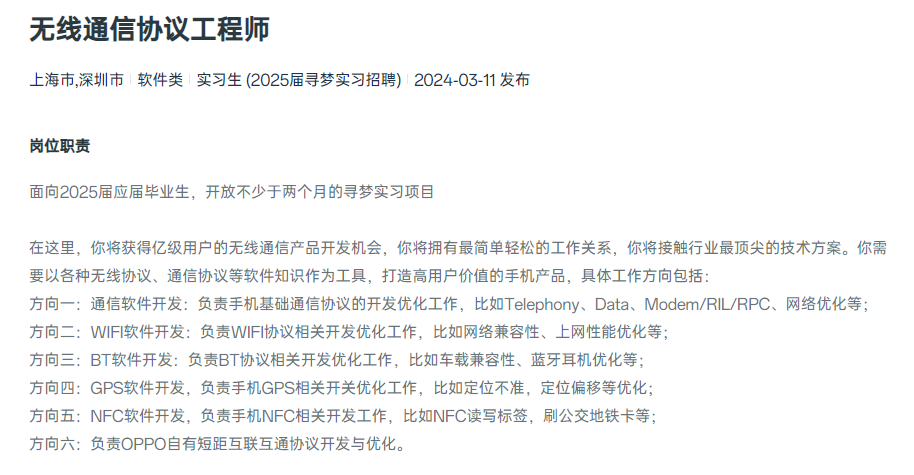 无线通信协议工程师
上海市,深圳市 软件类 实习生 (2025届寻梦实习招聘) 2024-03-11 发布
岗位职责
面向2025届应届毕业生，开放不少于两个月的寻梦实习项目
在这里，你将获得亿级用户的无线通信产品开发机会，你将拥有最简单轻松的工作关系，你将接触行业最顶尖的技术方案。你需
要以各种无线协议、通信协议等软件知识作为工具，打造高用户价值的手机产品，具体工作方向包括：
方向一：通信软件开发：负责手机基础通信协议的开发优化工作，比如Telephony、Data、Modem/RIL/RPC、网络优化等；
方向二：WIFI软件开发：负责WIFI协议相关开发优化工作，比如网络兼容性、上网性能优化等；
方向三：BT软件开发：负责BT协议相关开发优化工作，比如车载兼容性、蓝牙耳机优化等；
方向四：GPS软件开发，负责手机GPS相关开关优化工作，比如定位不准，定位偏移等优化；
方向五：NFC软件开发，负责手机NFC相关开发工作，比如NFC读写标签，刷公交地铁卡等；
方向六：负责OPPO自有短距互联互通协议开发与优化。